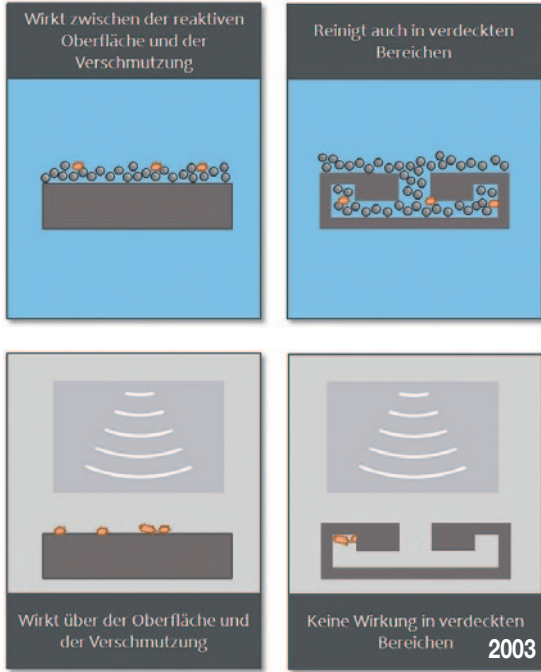 Wirkt zwischen der reaktiven
Oberfläche und der
Verschmutzung
Reinigt auch in verdeckten
Bereichen
Wirkt über der Oberfläche und
der Verschmutzung
Keine Wirkung in verdeckten
Bereichen
2003